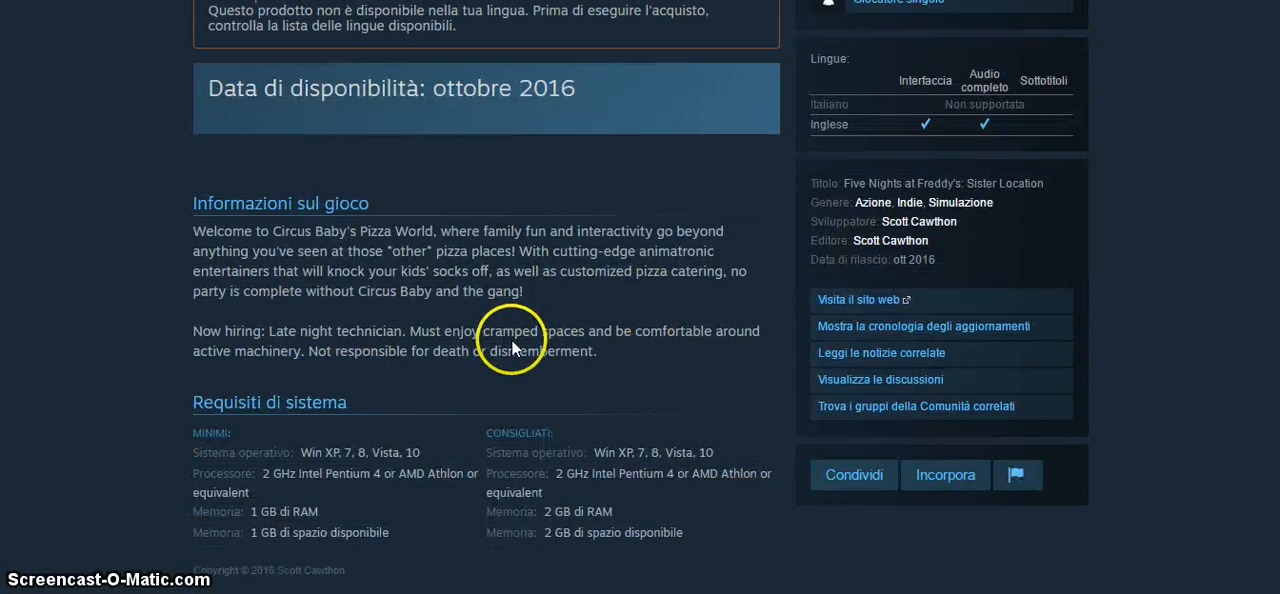 Questo prodotto non è disponibile nella tua lingua. Prima di eseguire l'acquisto,
controlla la lista delle lingue disponibili.
Data di disponibilità: ottobre 2016
Informazioni sul gioco
Welcome to Circus Baby's Pizza World, where family fun and interactivity go beyond
anything you've seen at those *other* pizza places! With cutting-edge animatronic
entertainers that will knock your kids' socks off, as well as customized pizza catering, no
party is complete without Circus Baby and the gang!
Now hiring: Late night technician. Must enjoy cramped spaces and be comfortable around
active machinery. Not responsible for death or dismemberment.
Requisiti di sistema
MINIMI:
Sistema operativo: Win XP, 7, 8, Vista, 10
Processore: 2 GHz Intel Pentium 4 or AMD Athlon or
equivalent
Memoria: 1 GB di RAM
Memoria: 1 GB di spazio disponibile
CONSIGLIATI:
Sistema operativo: Win XP, 7, 8, Vista, 10
Processore: 2 GHz Intel Pentium 4 or AMD Athlon or
equivalent
Memoria: 2 GB di RAM
Memoria: 2 GB di spazio disponibile
Copyright © 2016 Scott Cawthon
Giocatore singolo
Lingue:
Interfaccia Audio completo Sottotitoli
Italiano Non supportata
Inglese ✓ ✓
Titolo: Five Nights at Freddy's: Sister Location
Genere: Azione, Indie, Simulazione
Sviluppatore: Scott Cawthon
Editore: Scott Cawthon
Data di rilascio: ott 2016
Visita il sito web
Mostra la cronologia degli aggiornamenti
Leggi le notizie correlate
Visualizza le discussioni
Trova i gruppi della Comunità correlati
Condividi Incorpora
Screencast-O-Matic.com